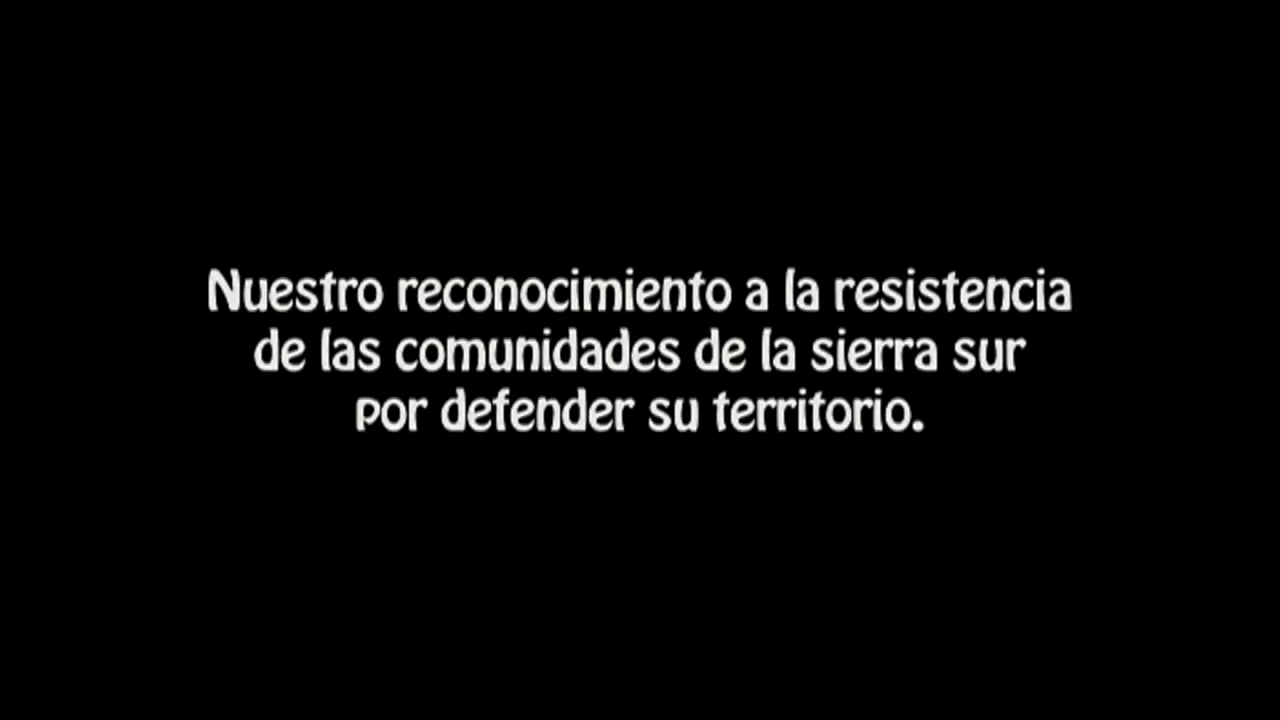 Nuestro reconocimiento a la resistencia
de las comunidades de la sierra sur
por defender su territorio.